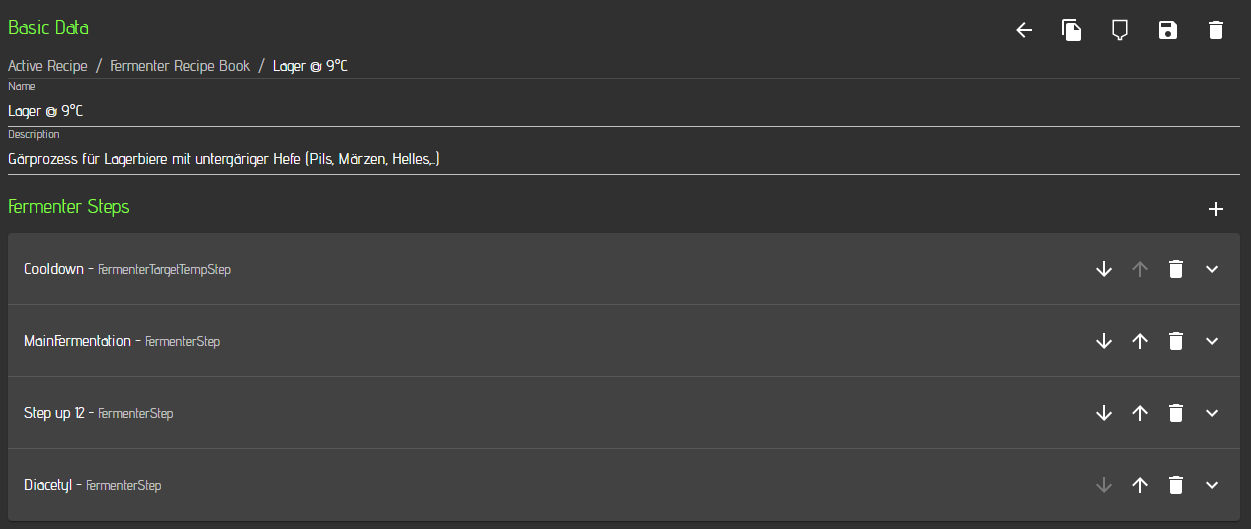 Basic Data
Active Recipe / Fermenter Recipe Book / Lager @ 9°C
Name
Lager @ 9°C
Description
Gärprozess für Lagerbiere mit untergäriger Hefe (Pils, Märzen, Helles,..)
Fermenter Steps
Cooldown - FermenterTargetTempStep
MainFermentation - FermenterStep
Step up 12 - FermenterStep
Diacetyl - FermenterStep